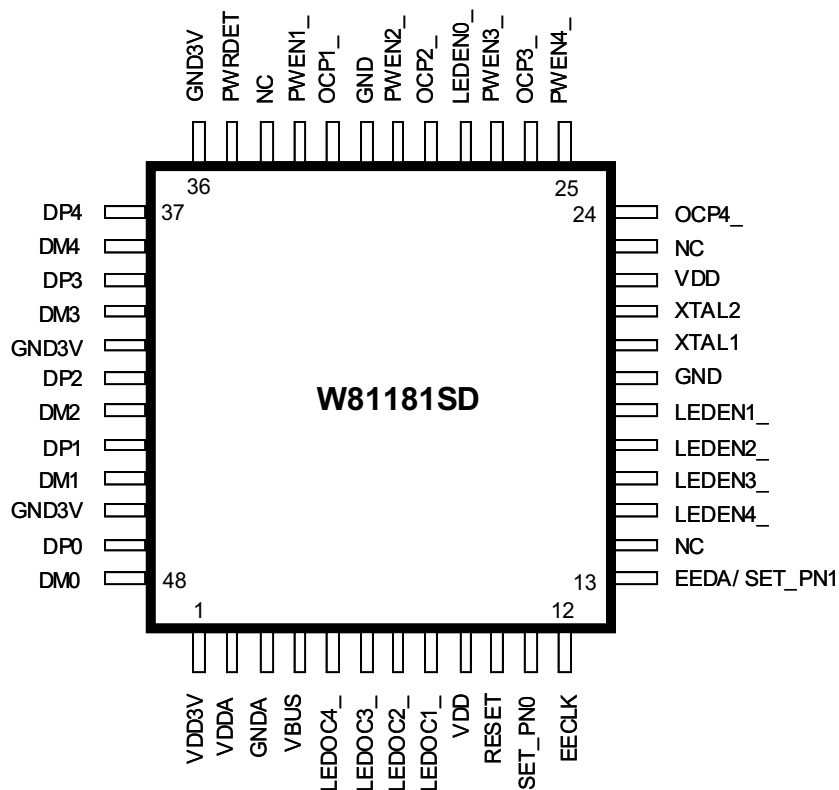 GND3V
PWRDET
NC
PWEN1_
OCP1_
GND
PWEN2_
OCP2_
LEDEN0_
PWEN3_
OCP3_
PWEN4_
36
25
DP4
37
24
OCP4_
DM4
NC
DP3
VDD
DM3
XTAL2
GND3V
XTAL1
DP2
GND
DM2
W81181SD
LEDEN1_
DP1
LEDEN2_
DM1
LEDEN3_
GND3V
LEDEN4_
DP0
NC
DM0
48
13
EEDA/ SET_PN1
1
12
VDD3V
VDDA
GNDA
VBUS
LEDOC4_
LEDOC3_
LEDOC2_
LEDOC1_
VDD
RESET
SET_PN0
EECLK